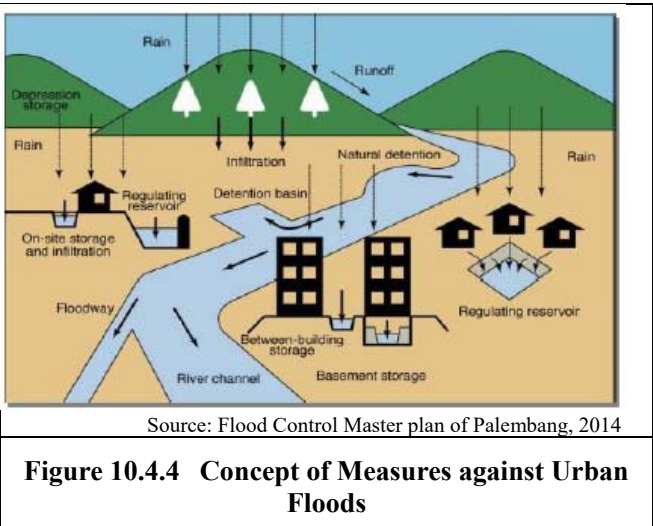 Rain
Runoff
Depression
storage
Rain
Infiltration
Natural detention
Rain
Regulating
reservoir
Detention basin
On-site storage
and infiltration
Floodway
Between-building
storage
Regulating reservoir
River channel
Basement storage
Source: Flood Control Master plan of Palembang, 2014
Figure 10.4.4 Concept of Measures against Urban
Floods